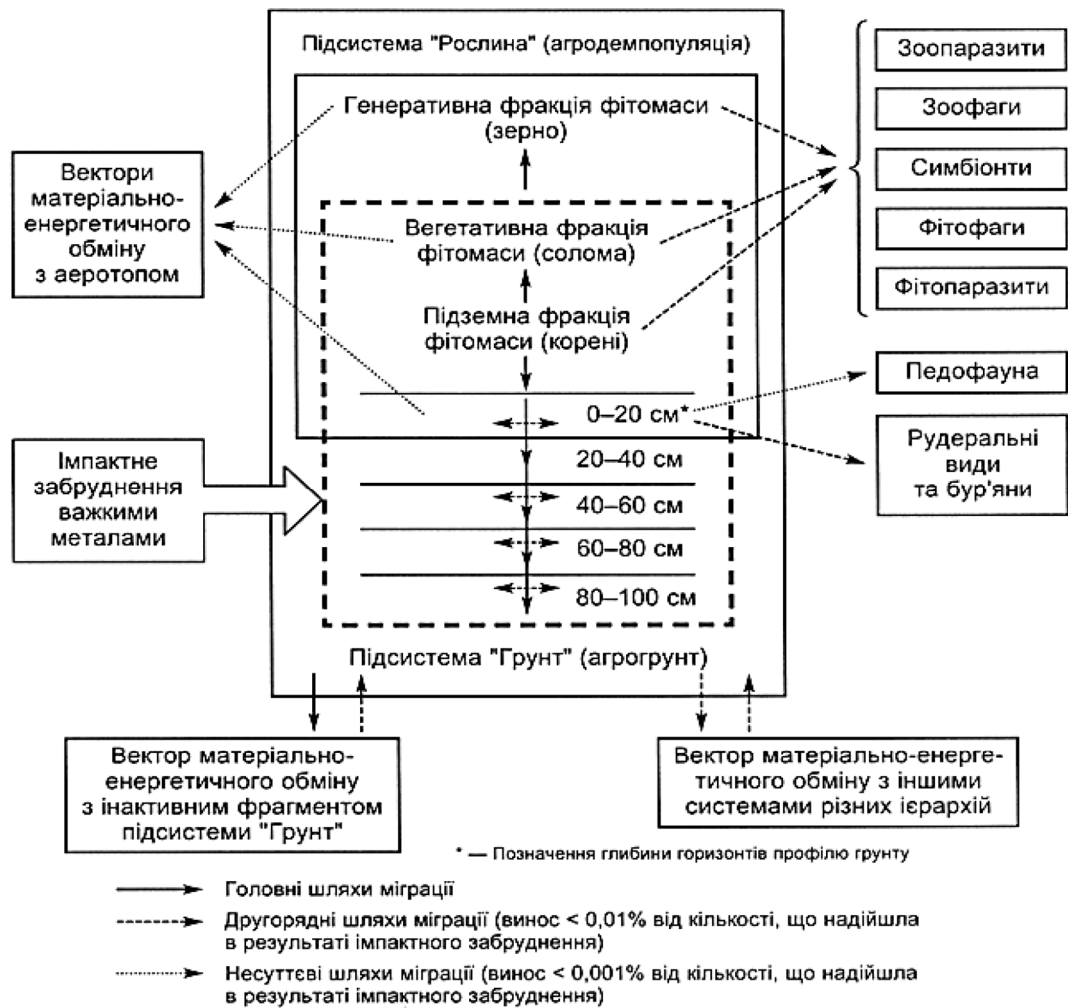 Підсистема "Рослина" (агродемпопуляція)
Генеративна фракція фітомаси
(зерно)
Вегетативна фракція
фітомаси (солома)
Підземна фракція
фітомаси (корені)
0–20 см*
20–40 см
40–60 см
60–80 см
80–100 см
Підсистема "Грунт" (агрогрунт)
Вектори
матеріально-
енергетичного
обміну
з аеротопом
Імпактне
забруднення
важкими
металами
Зоопаразити
Зоофаги
Симбіонти
Фітофаги
Фітопаразити
Педофауна
Рудеральні
види
та бур'яни
Вектор матеріально-
енергетичного обміну
з інактивним фрагментом
підсистеми "Грунт"
Вектор матеріально-енерге-
тичного обміну з іншими
системами різних ієрархій
* — Позначення глибини горизонтів профілю грунту
Головні шляхи міграції
Другорядні шляхи міграції (винос < 0,01% від кількості, що надійшла
в результаті імпактного забруднення)
Несуттєві шляхи міграції (винос < 0,001% від кількості, що надійшла
в результаті імпактного забруднення)